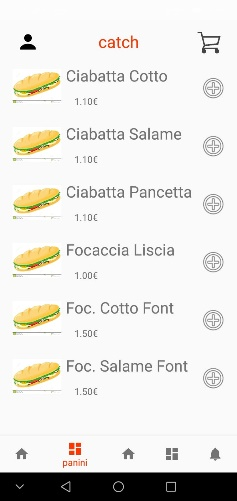 catch
Ciabatta Cotto
1.10€
Ciabatta Salame
1.10€
Ciabatta Pancetta
1.10€
Focaccia Liscia
1.00€
Foc. Cotto Font
1.50€
Foc. Salame Font
1.50€
panini